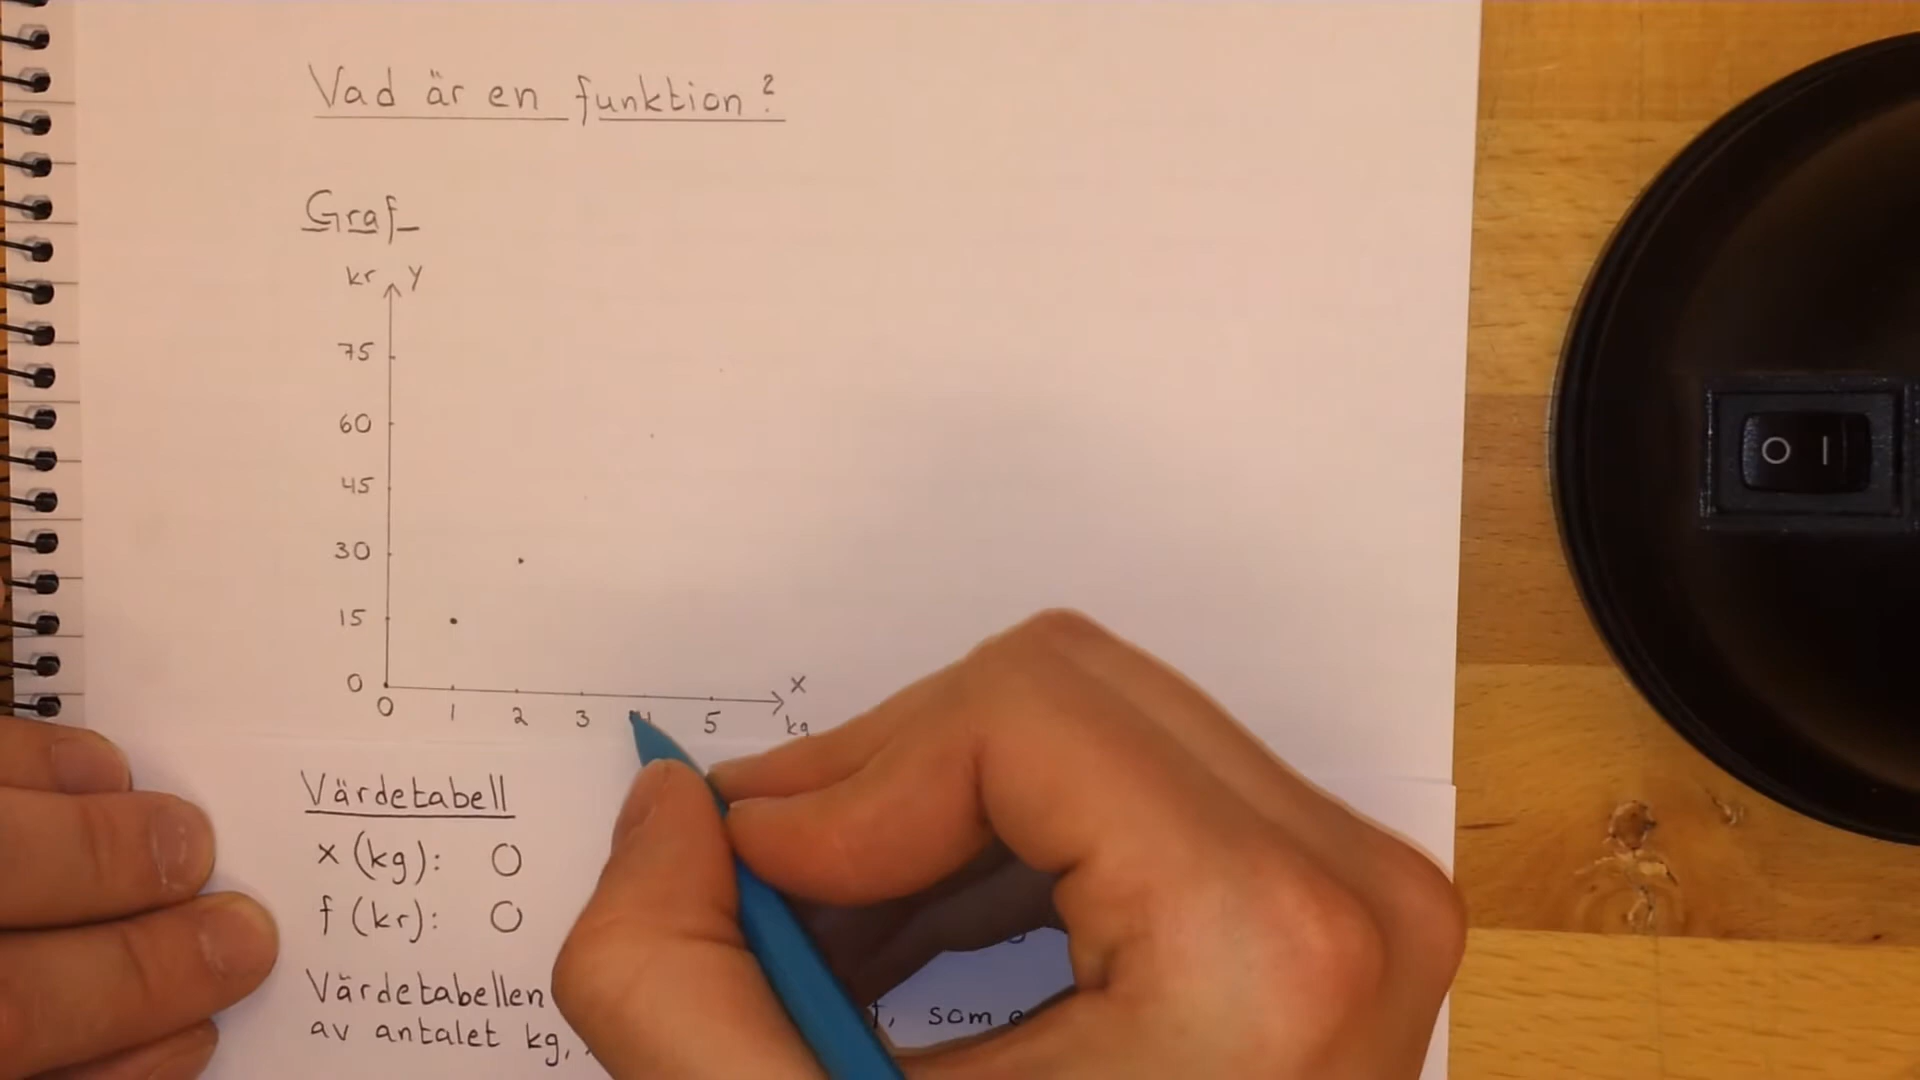 Vad är en funktion?
Graf
kr y
75
60
45
30
15
0
0 1 2 3 5
x
kg
Värdetabell
x (kg): 0
f (kr): 0
Värdetabellen som
av antalet kg,
O I